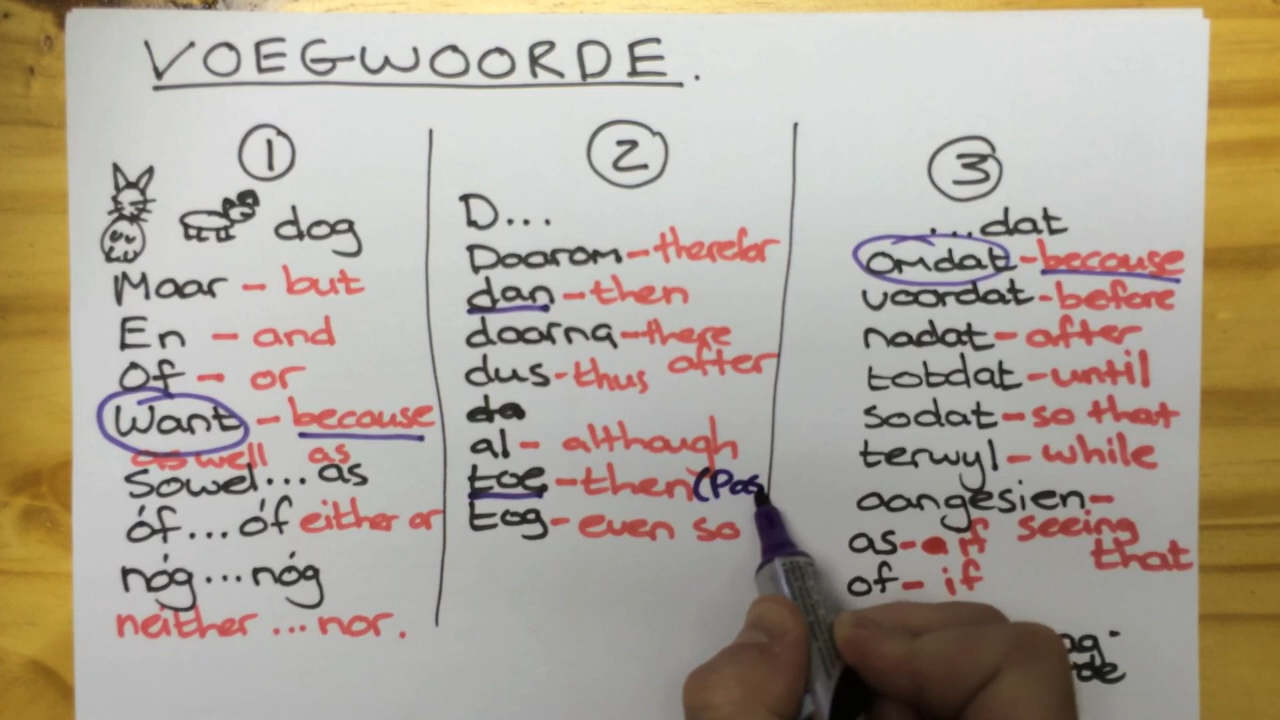 VOEGWOORDE.
1
dog
Maar - but
En - and
Of - or
Want - because
as well as
Sowel...as
óf...óf either or
nóg...nóg
neither...nor.
2
D...
Daarom - therefor
dan - then
daarna - there
after
dus - thus
da
al - although
toe - then (Pas
tog - even so
3
...dat
omdat - because
voordat - before
nadat - after
totdat - until
sodat - so that
terwyl - while
aangesien -
seeing
that
as - if
of - if